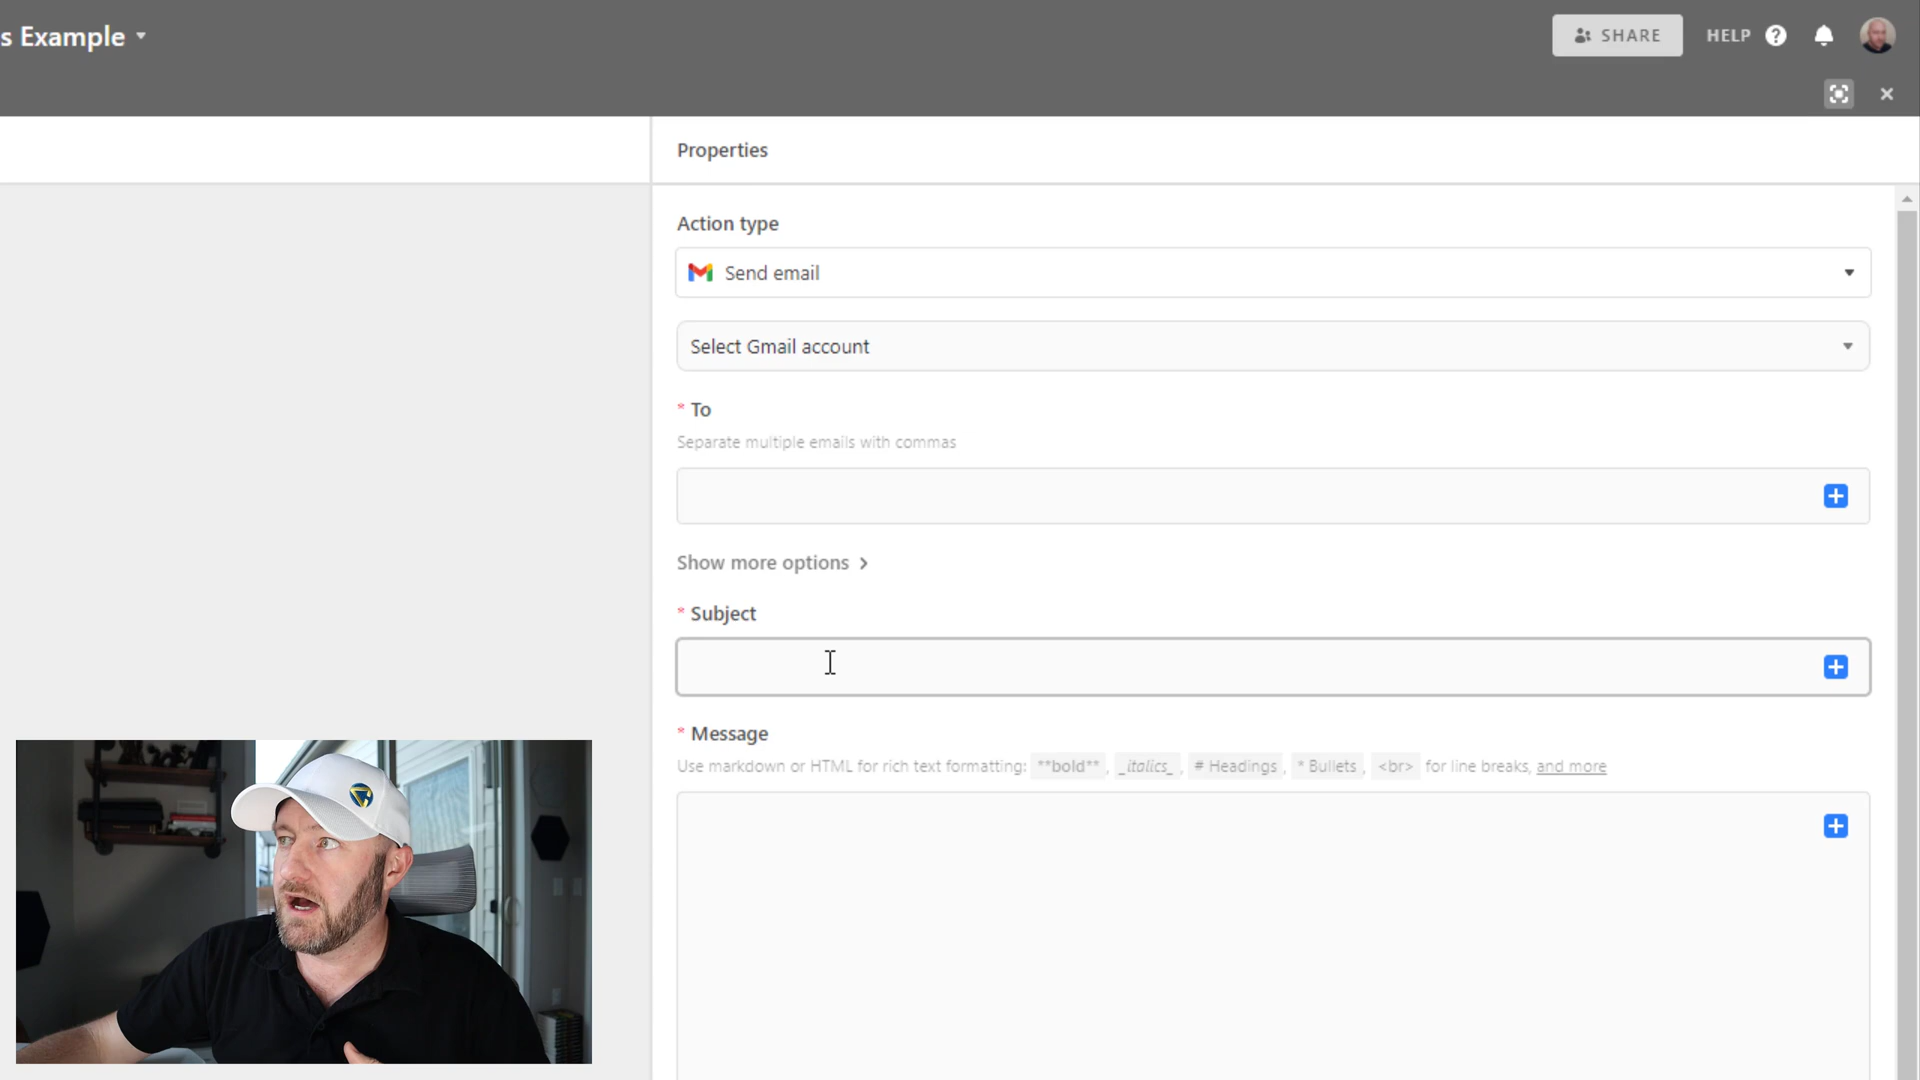 s Example
SHARE
HELP
Properties
Action type
Send email
Select Gmail account
* To
Separate multiple emails with commas
Show more options
* Subject
* Message
Use markdown or HTML for rich text formatting: **bold** , _italics_ , # Headings , * Bullets , <br> for line breaks, and more